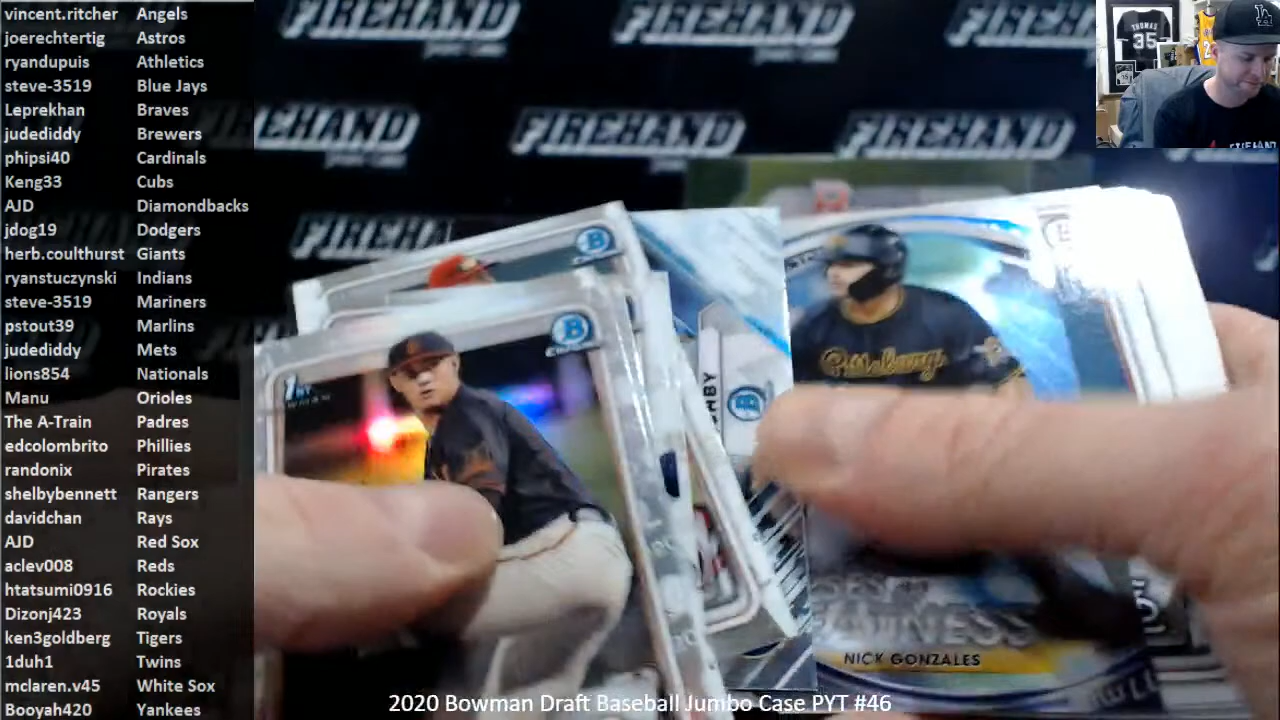 vincent.ritcher Angels
joerechtertig Astros
ryandupuis Athletics
steve-3519 Blue Jays
Leprekhan Braves
judediddy Brewers
phipsi40 Cardinals
Keng33 Cubs
AJD Diamondbacks
jdog19 Dodgers
herb.coulthurst Giants
ryanstuczynski Indians
steve-3519 Mariners
pstout39 Marlins
judediddy Mets
lions854 Nationals
Manu Orioles
The A-Train Padres
edcolombrito Phillies
randonix Pirates
shelbybennett Rangers
davidchan Rays
AJD Red Sox
aclev008 Reds
htatsumi0916 Rockies
Dizonj423 Royals
ken3goldberg Tigers
1duh1 Twins
mclaren.v45 White Sox
Booyah420 Yankees
FIREHAND FIREHAND FIREHAND
FIREHAND FIREHAND FIREHAND
FIREHA
THOMAS
35
B
B
1ST
B
Pittsburgh
NICK GONZALES
2020 Bowman Draft Baseball Jumbo Case PYT #46